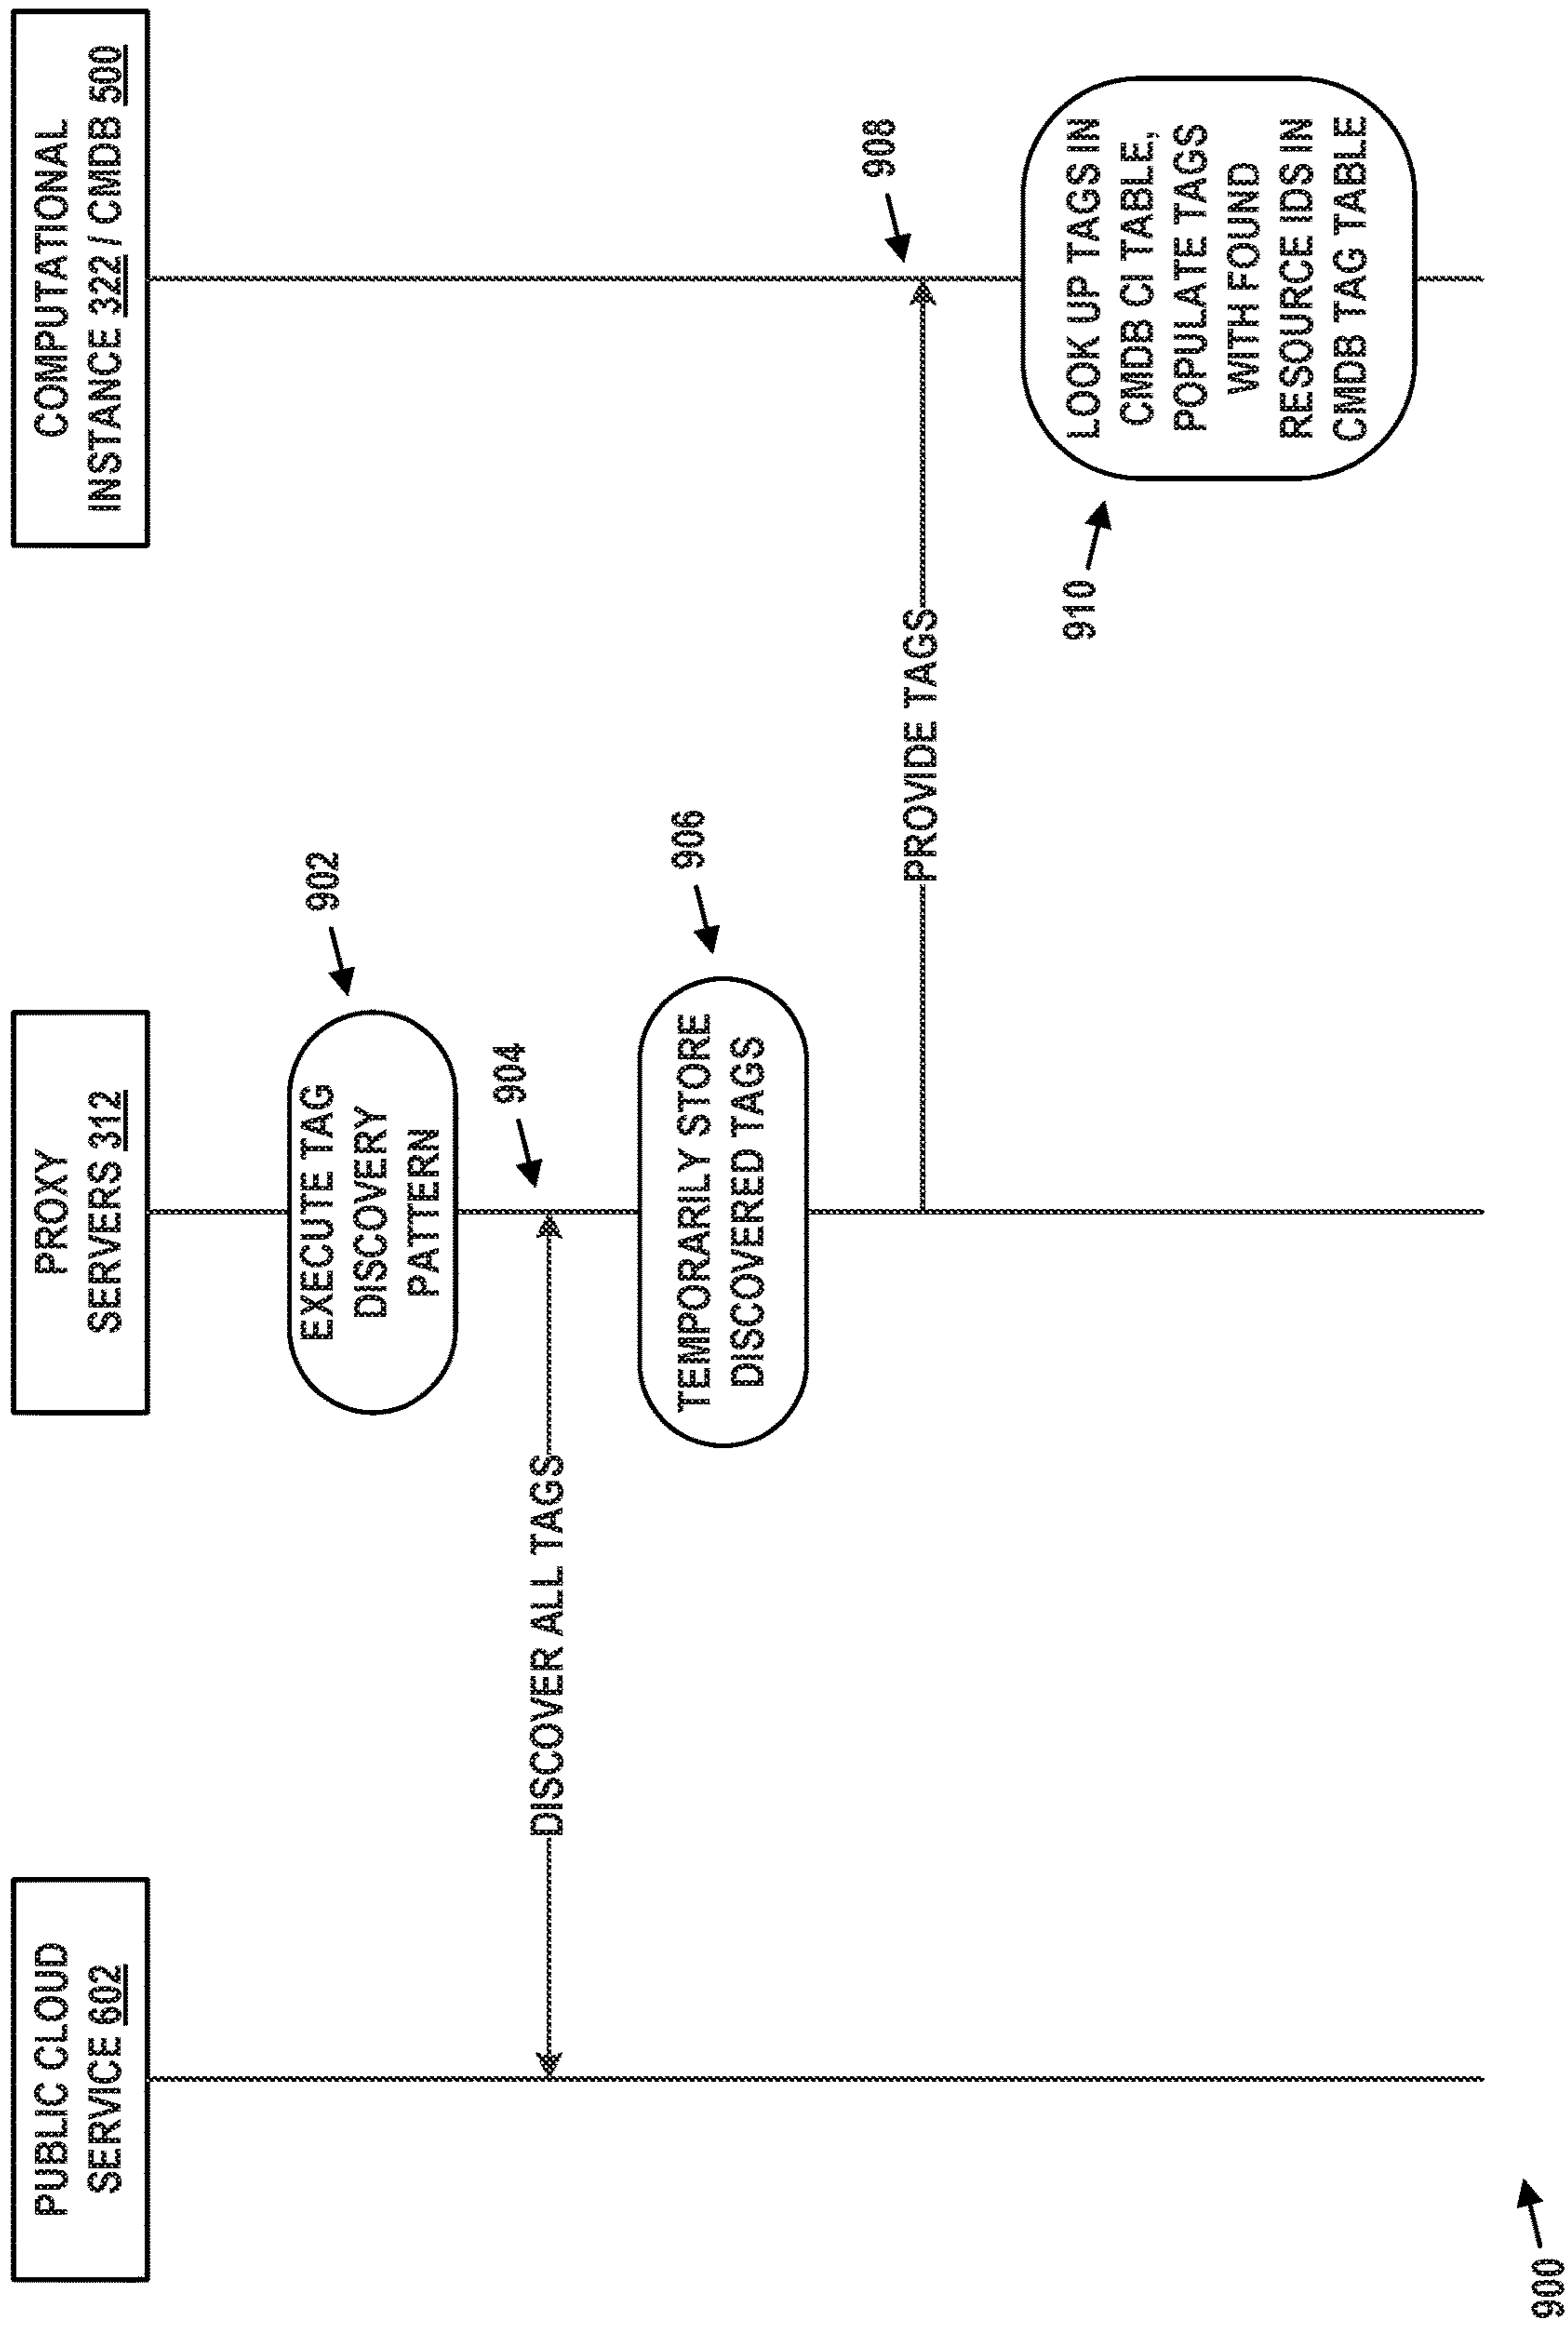 PUBLIC CLOUD
SERVICE 602
PROXY
SERVERS 312
COMPUTATIONAL
INSTANCE 322 / CMDB 500
EXECUTE TAG
DISCOVERY
PATTERN
902
904
DISCOVER ALL TAGS
TEMPORARILY STORE
DISCOVERED TAGS
906
908
PROVIDE TAGS
910
LOOK UP TAGS IN
CMDB CI TABLE,
POPULATE TAGS
WITH FOUND
RESOURCE IDS IN
CMDB TAG TABLE
900